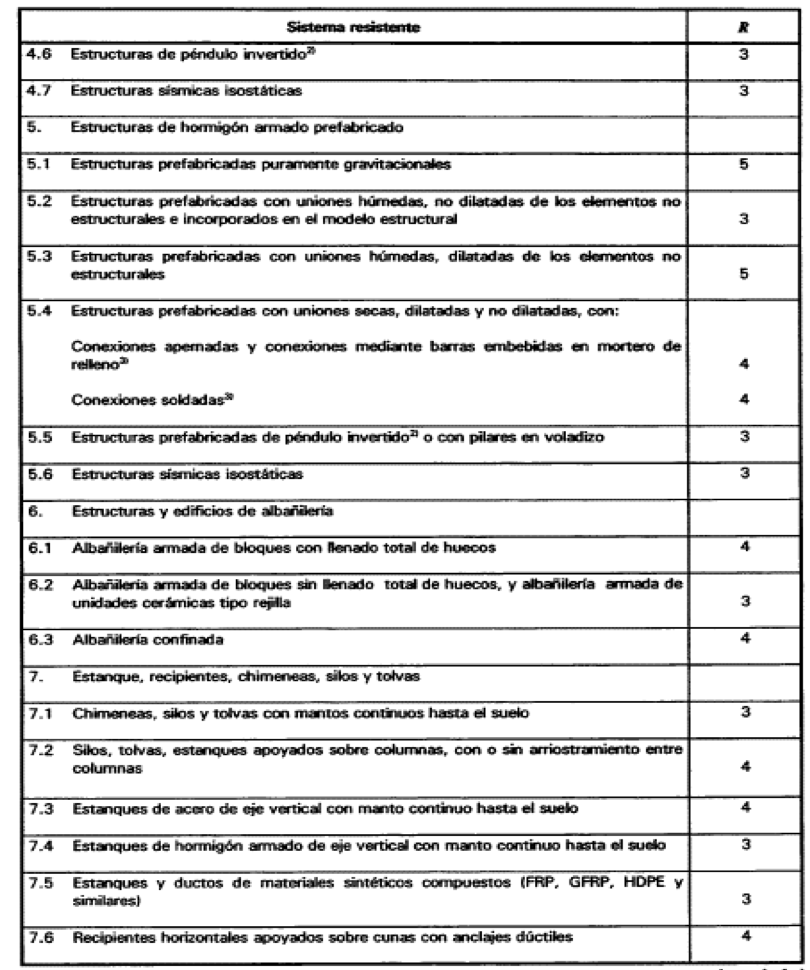 Sistema resistente R
4.6 Estructuras de péndulo invertido²⁾ 3
4.7 Estructuras sísmicas isostáticas 3
5. Estructuras de hormigón armado prefabricado
5.1 Estructuras prefabricadas puramente gravitacionales 5
5.2 Estructuras prefabricadas con uniones húmedas, no dilatadas de los elementos no
estructurales e incorporados en el modelo estructural 3
5.3 Estructuras prefabricadas con uniones húmedas, dilatadas de los elementos no
estructurales 5
5.4 Estructuras prefabricadas con uniones secas, dilatadas y no dilatadas, con:
Conexiones apernadas y conexiones mediante barras embebidas en mortero de
relleno³⁾ 4
Conexiones soldadas³⁾ 4
5.5 Estructuras prefabricadas de péndulo invertido²⁾ o con pilares en voladizo 3
5.6 Estructuras sísmicas isostáticas 3
6. Estructuras y edificios de albañilería
6.1 Albañilería armada de bloques con llenado total de huecos 4
6.2 Albañilería armada de bloques sin llenado total de huecos, y albañilería armada de
unidades cerámicas tipo rejilla 3
6.3 Albañilería confinada 4
7. Estanque, recipientes, chimeneas, silos y tolvas
7.1 Chimeneas, silos y tolvas con mantos continuos hasta el suelo 3
7.2 Silos, tolvas, estanques apoyados sobre columnas, con o sin arriostramiento entre
columnas 4
7.3 Estanques de acero de eje vertical con manto continuo hasta el suelo 4
7.4 Estanques de hormigón armado de eje vertical con manto continuo hasta el suelo 3
7.5 Estanques y ductos de materiales sintéticos compuestos (FRP, GFRP, HDPE y
similares) 3
7.6 Recipientes horizontales apoyados sobre cunas con anclajes dúctiles 4